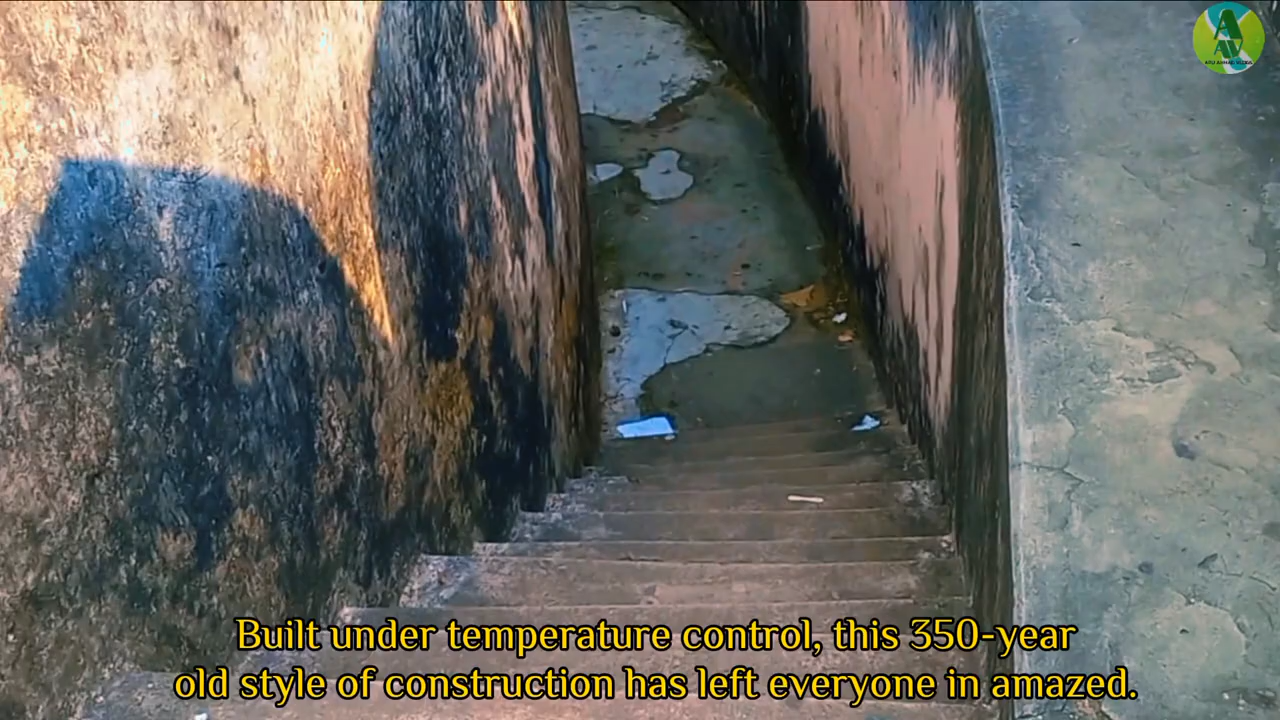 Built under temperature control, this 350-year
old style of construction has left everyone in amazed.